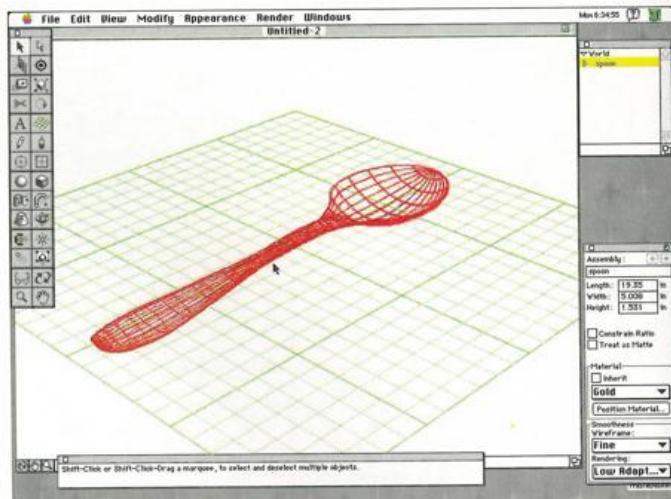 File Edit View Modify Appearance Render Windows
Mon 6:34:55
Untitled-2
World
spoon
A
Assembly:
spoon
Length: 19.35 in
Width: 5.008 in
Height: 1.531 in
Constrain Ratio
Treat as Matte
Material
Inherit
Gold
Position Material...
Smoothness
Wireframe:
Fine
Rendering:
Low Adapt...
Shift-Click or Shift-Click-Drag a marquee, to select and deselect multiple objects.